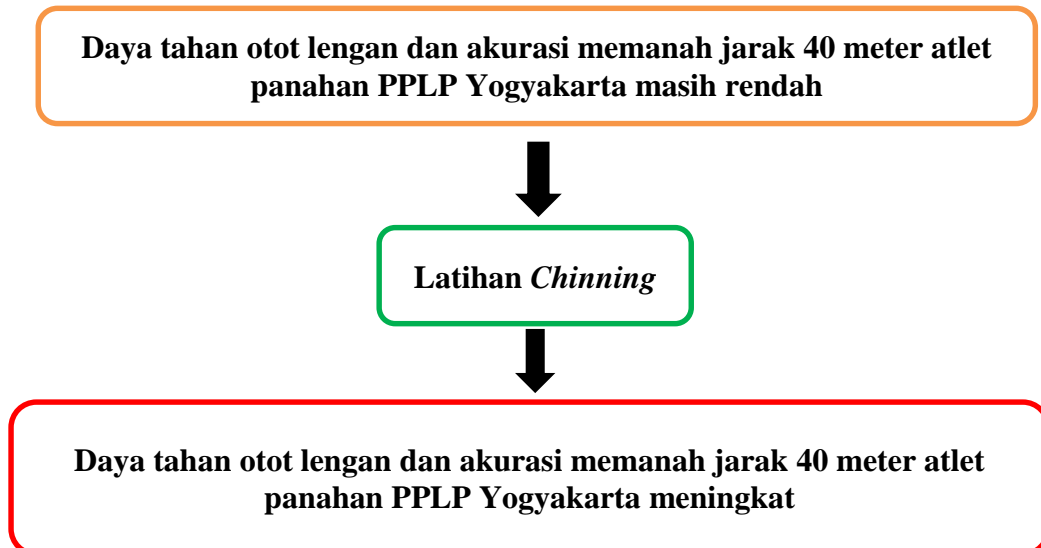 Daya tahan otot lengan dan akurasi memanah jarak 40 meter atlet
panahan PPLP Yogyakarta masih rendah
Latihan Chinning
Daya tahan otot lengan dan akurasi memanah jarak 40 meter atlet
panahan PPLP Yogyakarta meningkat